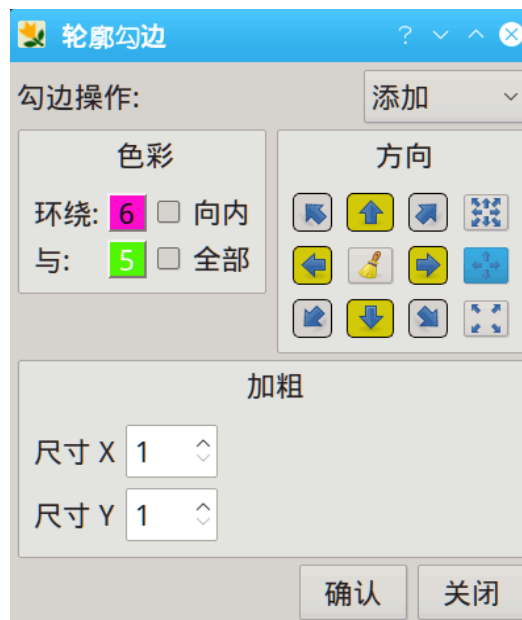 轮廓勾边
勾边操作: 添加
色彩
环绕: 6 向内
与: 5 全部
方向
加粗
尺寸 X 1
尺寸 Y 1
确认 关闭